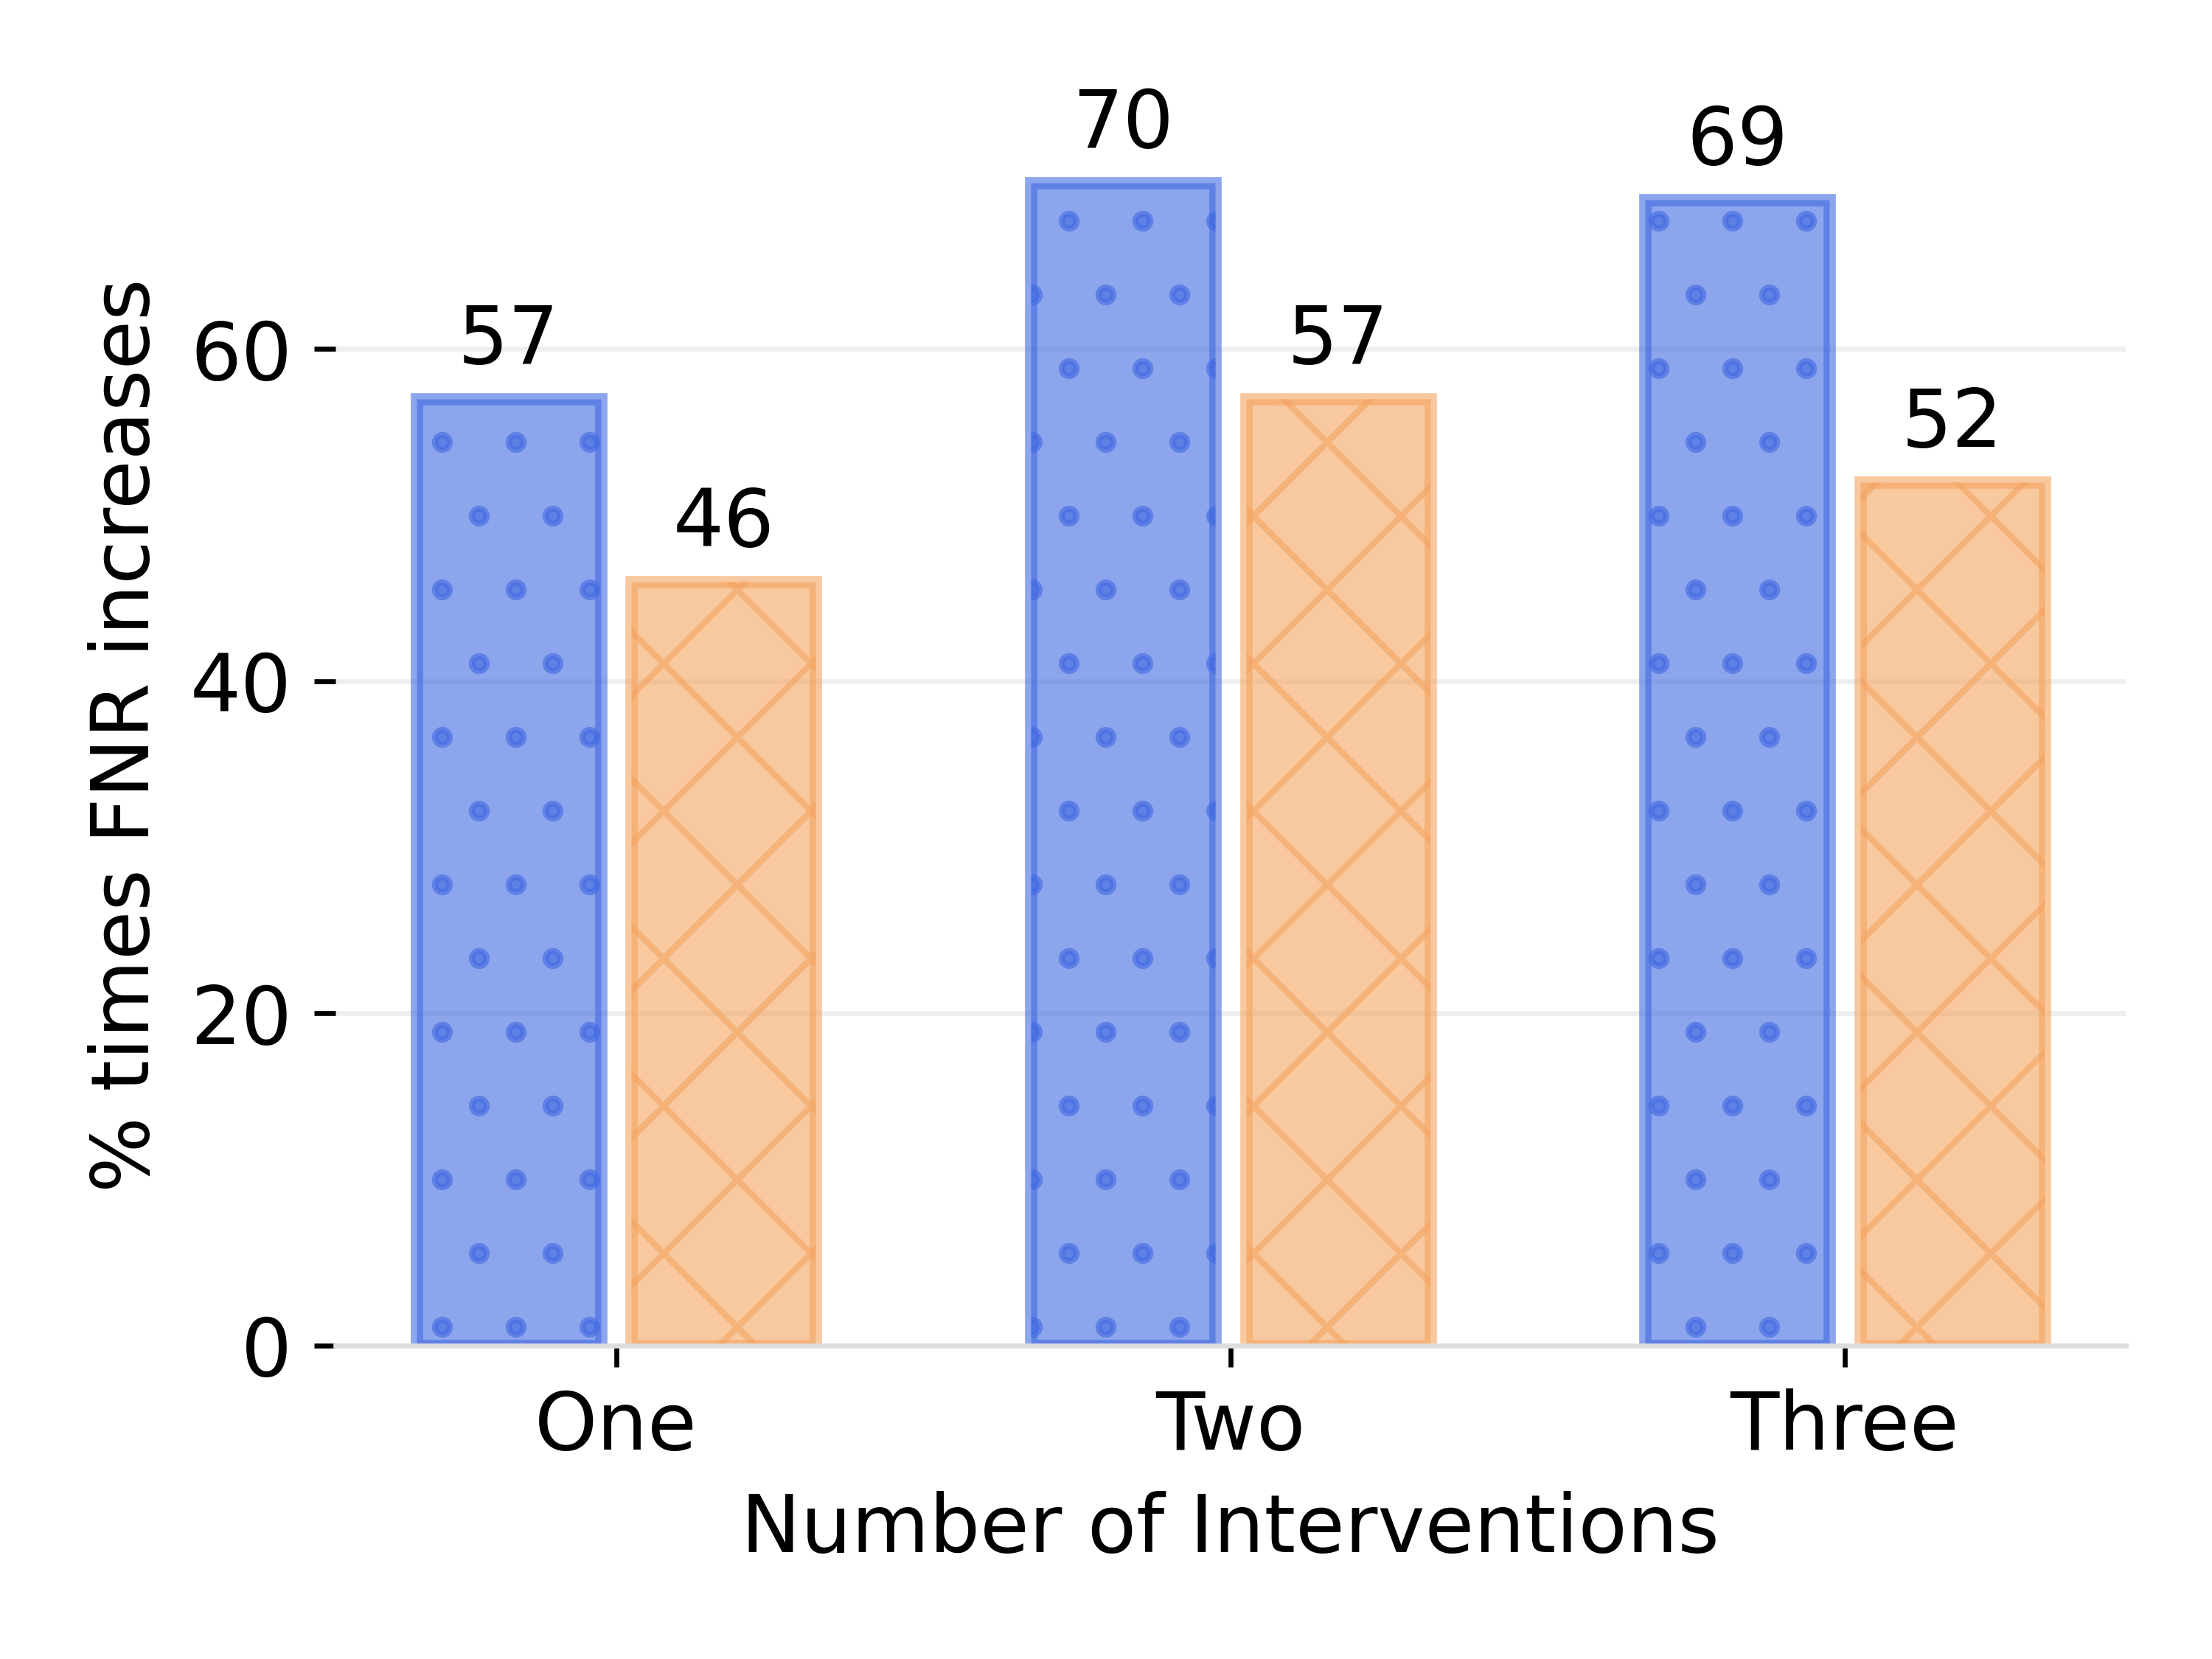 70
69
57
57
52
46
% times FNR increases
60
40
20
0
One
Two
Three
Number of Interventions